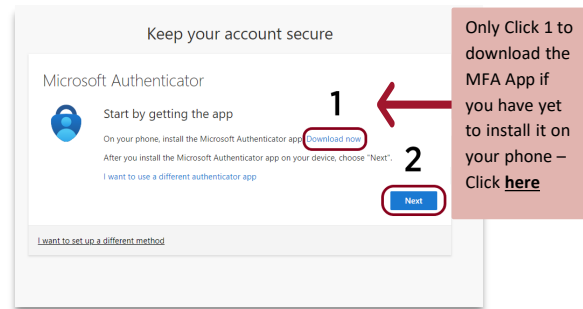 Keep your account secure
Microsoft Authenticator
Start by getting the app
On your phone, install the Microsoft Authenticator app. Download now
After you install the Microsoft Authenticator app on your device, choose "Next".
I want to use a different authenticator app
1
2
Next
I want to set up a different method
Only Click 1 to
download the
MFA App if
you have yet
to install it on
your phone –
Click here